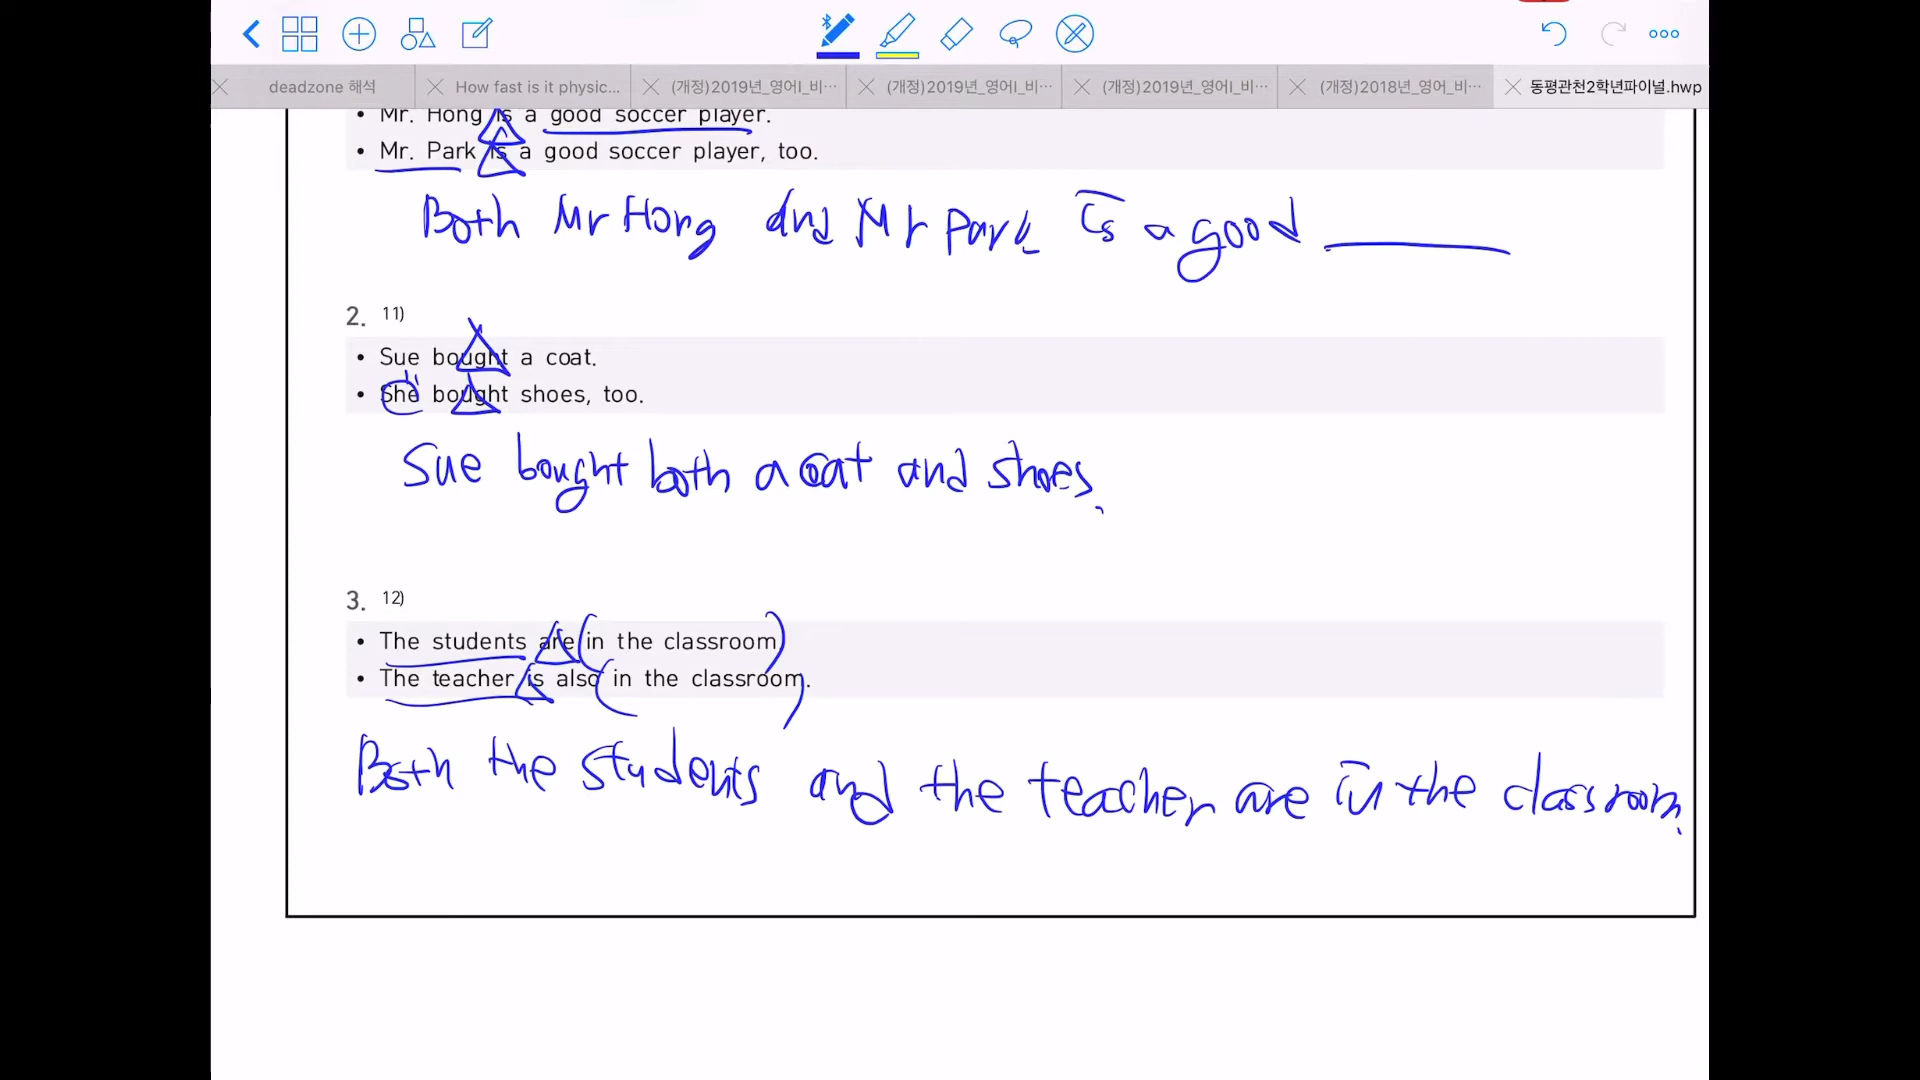 deadzone 해석 How fast is it physic... (개정)2019년_영어I_비... (개정)2019년_영어I_비... (개정)2019년_영어I_비... (개정)2018년_영어_비... 동평관천2학년파이널.hwp
• Mr. Hong is a good soccer player.
• Mr. Park is a good soccer player, too.
Both Mr Hong and Mr Park is a good
2. 11)
• Sue bought a coat.
• She bought shoes, too.
Sue bought both a coat and shoes.
3. 12)
• The students are in the classroom
• The teacher is also in the classroom.
Both the students and the teacher are in the classroom.